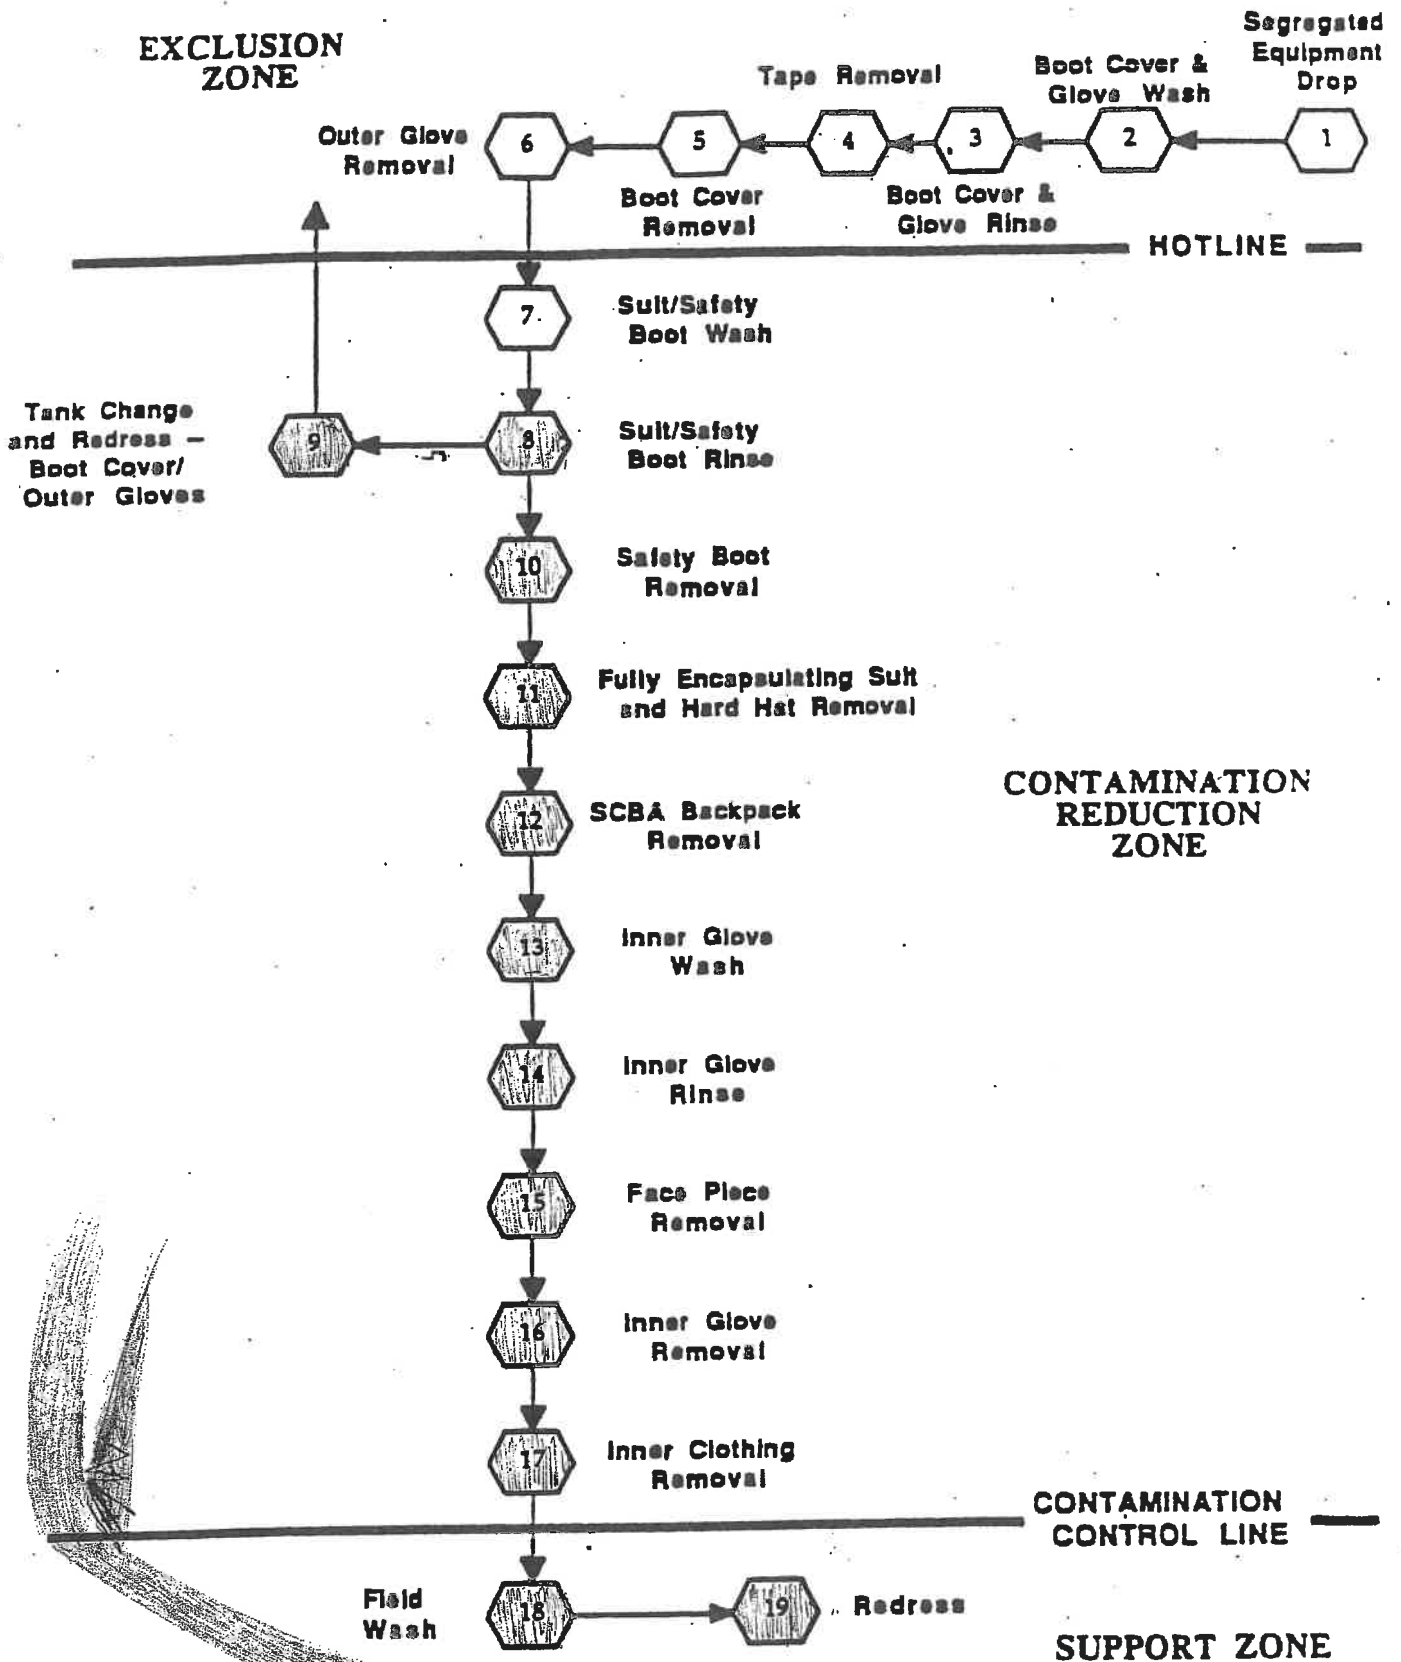 EXCLUSION
ZONE
Segregated
Equipment
Drop
1
Boot Cover &
Glove Wash
2
3
Boot Cover &
Glove Rinse
Tape Removal
4
5
Boot Cover
Removal
Outer Glove
Removal
6
HOTLINE
7
Suit/Safety
Boot Wash
8
Suit/Safety
Boot Rinse
9
Tank Change
and Redress –
Boot Cover/
Outer Gloves
10
Safety Boot
Removal
11
Fully Encapsulating Suit
and Hard Hat Removal
12
SCBA Backpack
Removal
CONTAMINATION
REDUCTION
ZONE
13
Inner Glove
Wash
14
Inner Glove
Rinse
15
Face Piece
Removal
16
Inner Glove
Removal
17
Inner Clothing
Removal
CONTAMINATION
CONTROL LINE
Field
Wash
18
19
Redress
SUPPORT ZONE